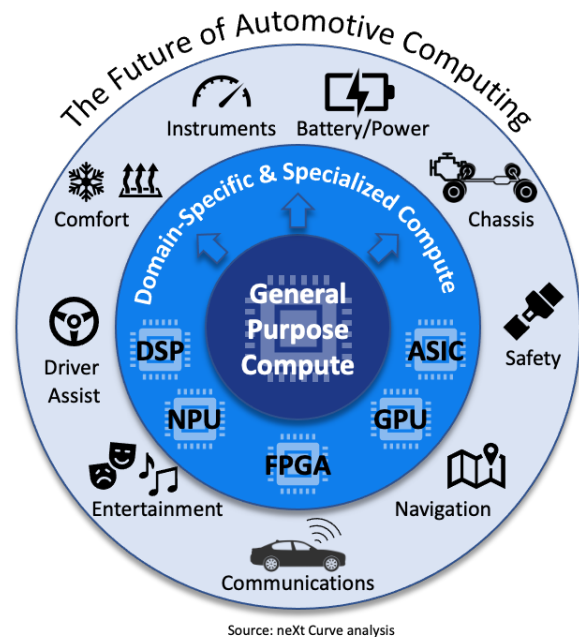 The Future of Automotive Computing
Instruments
Battery/Power
Comfort
Chassis
Domain-Specific & Specialized Compute
General
Purpose
Compute
DSP
ASIC
Driver
Assist
Safety
NPU
GPU
FPGA
Entertainment
Navigation
Communications
Source: neXt Curve analysis